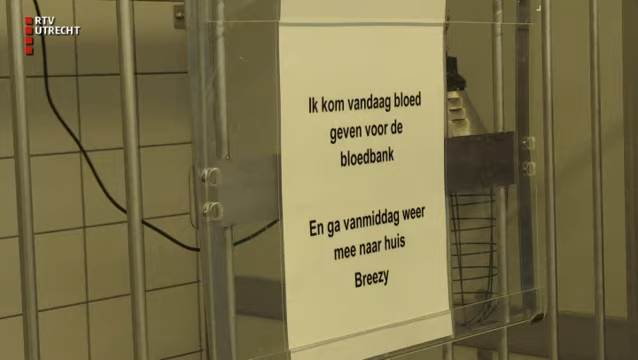 RTV
UTRECHT
Ik kom vandaag bloed
geven voor de
bloedbank
En ga vanmiddag weer
mee naar huis
Breezy